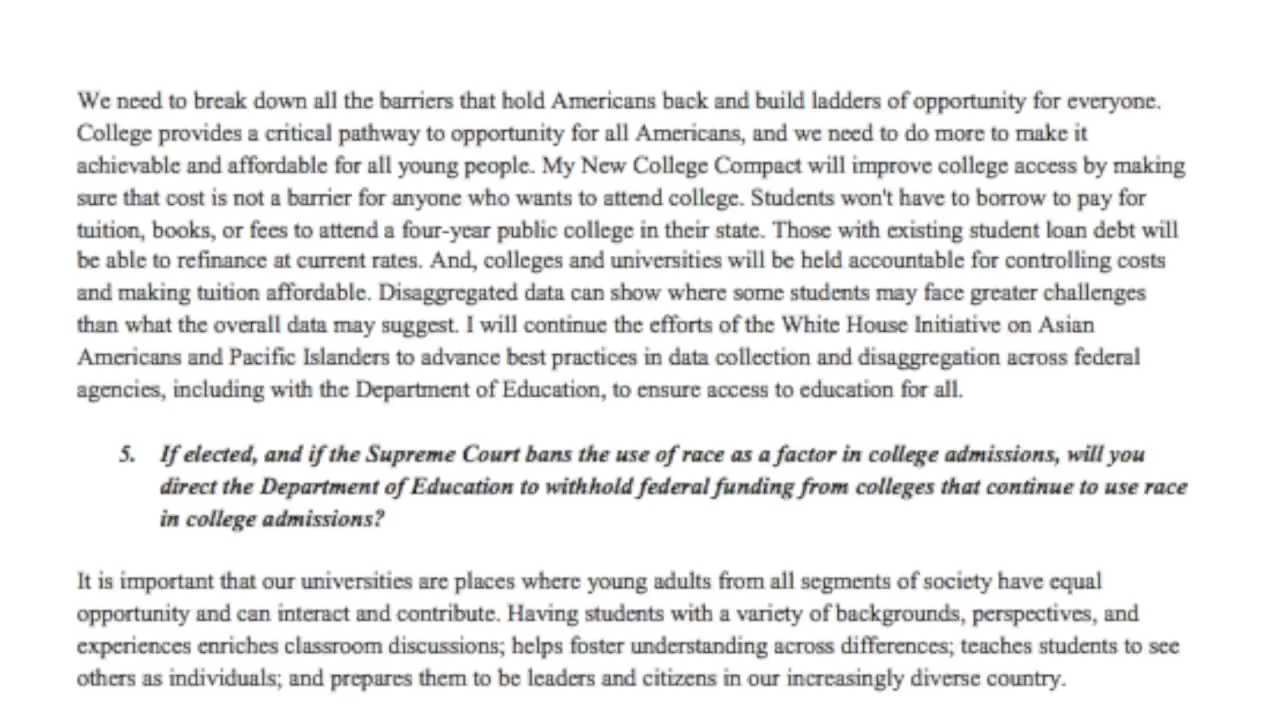 We need to break down all the barriers that hold Americans back and build ladders of opportunity for everyone.
College provides a critical pathway to opportunity for all Americans, and we need to do more to make it
achievable and affordable for all young people. My New College Compact will improve college access by making
sure that cost is not a barrier for anyone who wants to attend college. Students won't have to borrow to pay for
tuition, books, or fees to attend a four-year public college in their state. Those with existing student loan debt will
be able to refinance at current rates. And, colleges and universities will be held accountable for controlling costs
and making tuition affordable. Disaggregated data can show where some students may face greater challenges
than what the overall data may suggest. I will continue the efforts of the White House Initiative on Asian
Americans and Pacific Islanders to advance best practices in data collection and disaggregation across federal
agencies, including with the Department of Education, to ensure access to education for all.
5. If elected, and if the Supreme Court bans the use of race as a factor in college admissions, will you
direct the Department of Education to withhold federal funding from colleges that continue to use race
in college admissions?
It is important that our universities are places where young adults from all segments of society have equal
opportunity and can interact and contribute. Having students with a variety of backgrounds, perspectives, and
experiences enriches classroom discussions; helps foster understanding across differences; teaches students to see
others as individuals; and prepares them to be leaders and citizens in our increasingly diverse country.